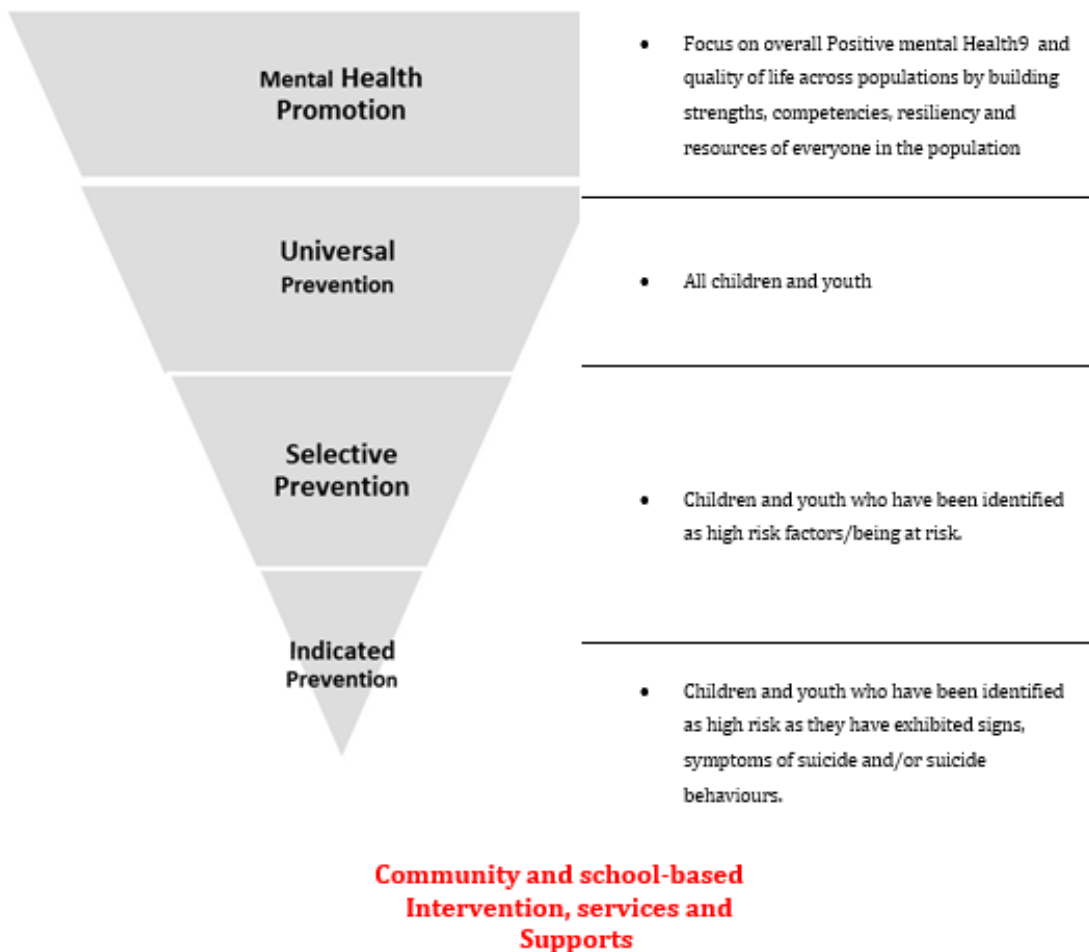 Mental Health
Promotion
• Focus on overall Positive mental Health9 and
quality of life across populations by building
strengths, competencies, resiliency and
resources of everyone in the population
Universal
Prevention
• All children and youth
Selective
Prevention
• Children and youth who have been identified
as high risk factors/being at risk.
Indicated
Prevention
• Children and youth who have been identified
as high risk as they have exhibited signs,
symptoms of suicide and/or suicide
behaviours.
Community and school-based
Intervention, services and
Supports